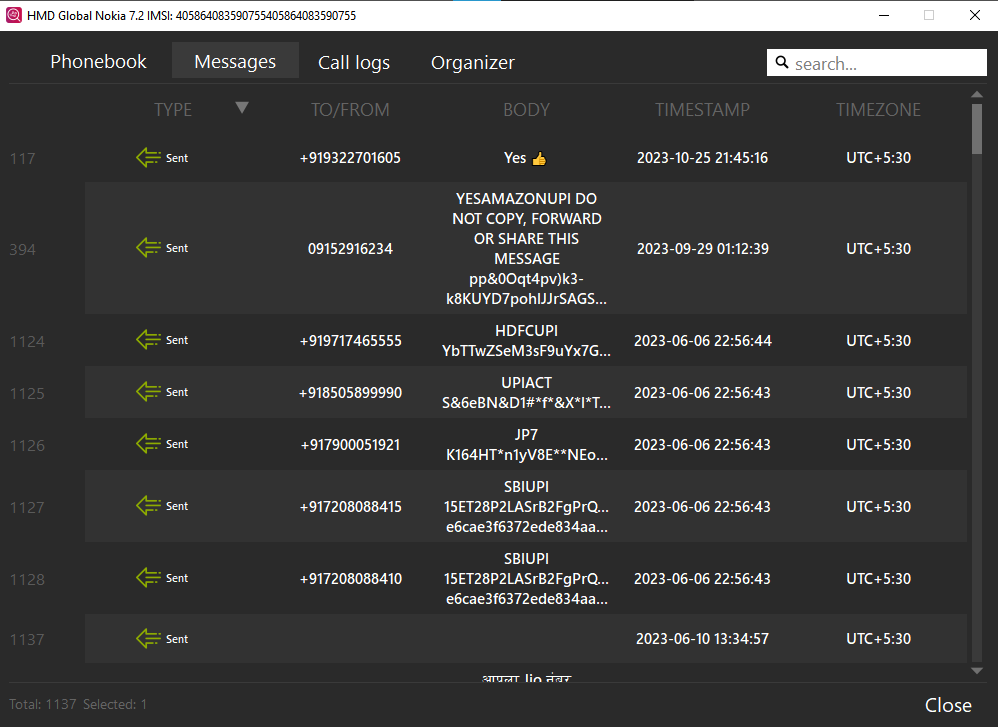 HMD Global Nokia 7.2 IMSI: 405864083590755405864083590755
Phonebook Messages Call logs Organizer search...
TYPE TO/FROM BODY TIMESTAMP TIMEZONE
117 Sent +919322701605 Yes 👍 2023-10-25 21:45:16 UTC+5:30
YESAMAZONUPI DO
NOT COPY, FORWARD
OR SHARE THIS
394 Sent 09152916234 MESSAGE 2023-09-29 01:12:39 UTC+5:30
pp&0Oqt4pv)k3-
k8KUYD7pohIJJrSAGS...
HDFCUPI
1124 Sent +919717465555 YbTTwZSeM3sF9uYx7G... 2023-06-06 22:56:44 UTC+5:30
UPIACT
1125 Sent +918505899990 S&6eBN&D1#*f*&X*I*T... 2023-06-06 22:56:43 UTC+5:30
JP7
1126 Sent +917900051921 K164HT*n1yV8E**NEo... 2023-06-06 22:56:43 UTC+5:30
SBIUPI
1127 Sent +917208088415 15ET28P2LASrB2FgPrQ... 2023-06-06 22:56:43 UTC+5:30
e6cae3f6372ede834aa...
SBIUPI
1128 Sent +917208088410 15ET28P2LASrB2FgPrQ... 2023-06-06 22:56:43 UTC+5:30
e6cae3f6372ede834aa...
1137 Sent 2023-06-10 13:34:57 UTC+5:30
आपला Jio नंबर
Total: 1137 Selected: 1 Close